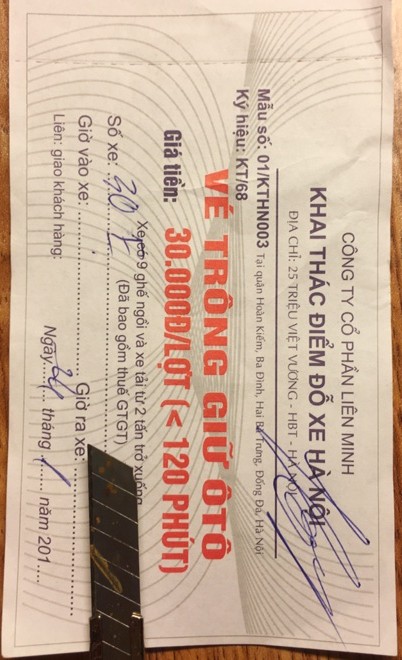 CÔNG TY CỔ PHẦN LIÊN MINH
KHAI THÁC ĐIỂM ĐỖ XE HÀ NỘI
ĐỊA CHỈ: 25 TRIỆU VIỆT VƯƠNG - HBT - HÀ NỘI
Mẫu số: 01/KTHN003 Tại quận Hoàn Kiếm, Ba Đình, Hai Bà Trưng, Đống Đa, Hà Nội
Ký hiệu: KT/68
VÉ TRÔNG GIỮ ÔTÔ
Giá tiền: 30.000Đ/LỢT (< 120 PHÚT)
Xe 9 ghế ngồi và xe tải từ 2 tấn trở xuống
(Đã bao gồm thuế GTGT)
Số xe:
Giờ vào xe: Giờ ra xe:
Liên: giao khách hàng. Ngày tháng 1 năm 201